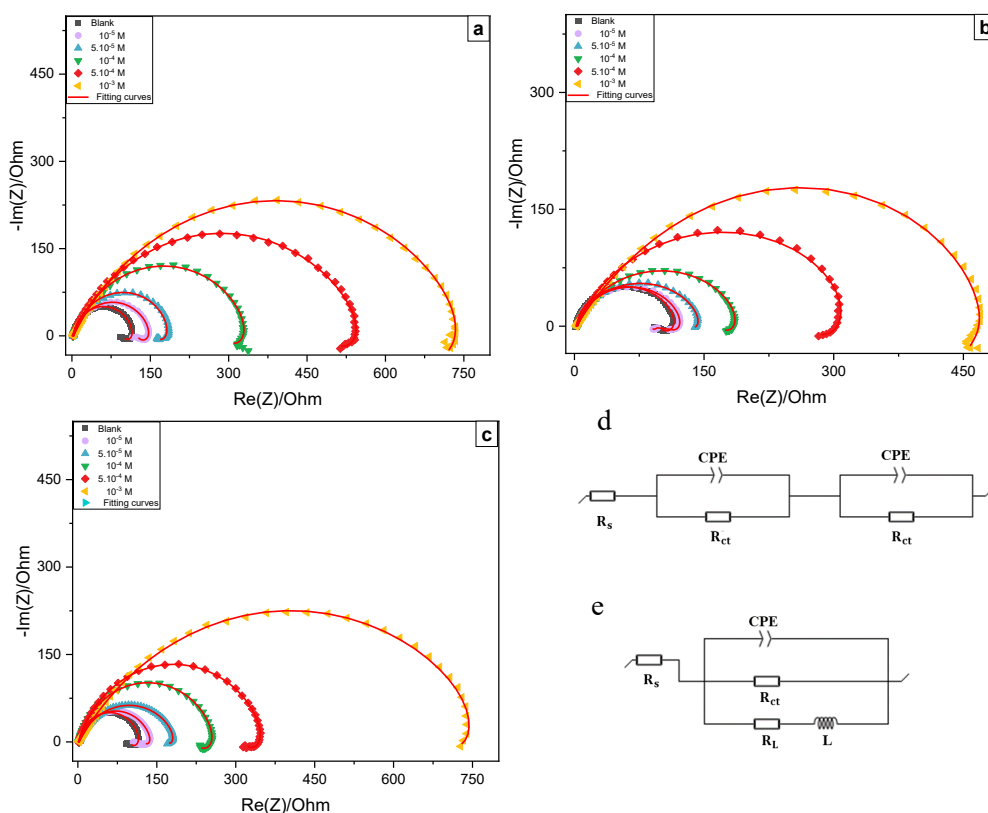 a
Blank
10⁻⁵ M
5.10⁻⁵ M
10⁻⁴ M
5.10⁻⁴ M
10⁻³ M
Fitting curves
450
300
150
0
0 150 300 450 600 750
-Im(Z)/Ohm
Re(Z)/Ohm
b
Blank
10⁻⁵ M
5.10⁻⁵ M
10⁻⁴ M
5.10⁻⁴ M
10⁻³ M
Fitting curves
300
150
0
0 150 300 450
-Im(Z)/Ohm
Re(Z)/Ohm
c
Blank
10⁻⁵ M
5.10⁻⁵ M
10⁻⁴ M
5.10⁻⁴ M
10⁻³ M
Fitting curves
450
300
150
0
0 150 300 450 600 750
-Im(Z)/Ohm
Re(Z)/Ohm
d
CPE CPE
Rs
Rct Rct
e
CPE
Rs
Rct
RL L